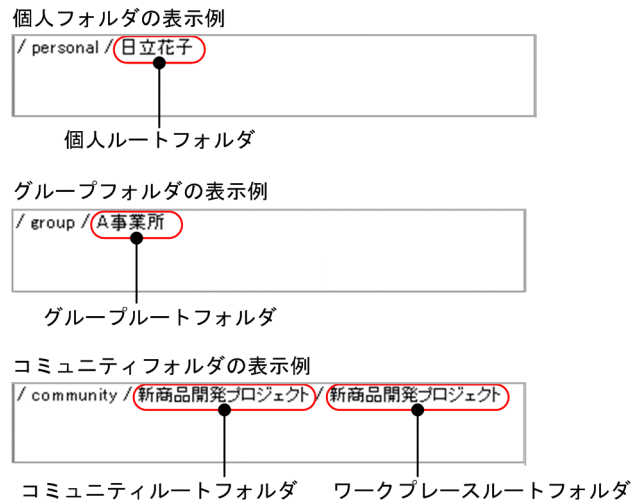 個人フォルダの表示例
/ personal / 日立花子
個人ルートフォルダ
グループフォルダの表示例
/ group / A事業所
グループルートフォルダ
コミュニティフォルダの表示例
/ community / 新商品開発プロジェクト / 新商品開発プロジェクト
コミュニティルートフォルダ ワークプレースルートフォルダ